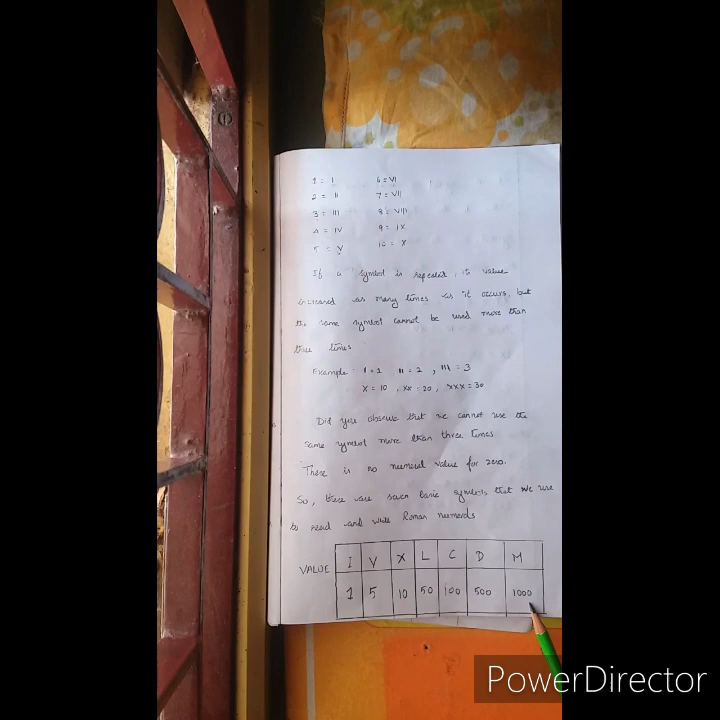 1 = I 6 = VI
2 = II 7 = VII
3 = III 8 = VIII
4 = IV 9 = IX
5 = V 10 = X
If a symbol is repeated, its value
increased as many times as it occurs, but
the same symbol cannot be used more than
three times
Example I = 1 II = 2 , III = 3
X = 10 , XX = 20 , XXX = 30
Did you observe that we cannot use the
same symbol more than three times
There is no numeral value for zero.
So, there are seven basic symbols that we use
to read and write Roman numerals
I V X L C D M
VALUE
1 5 10 50 100 500 1000
PowerDirector